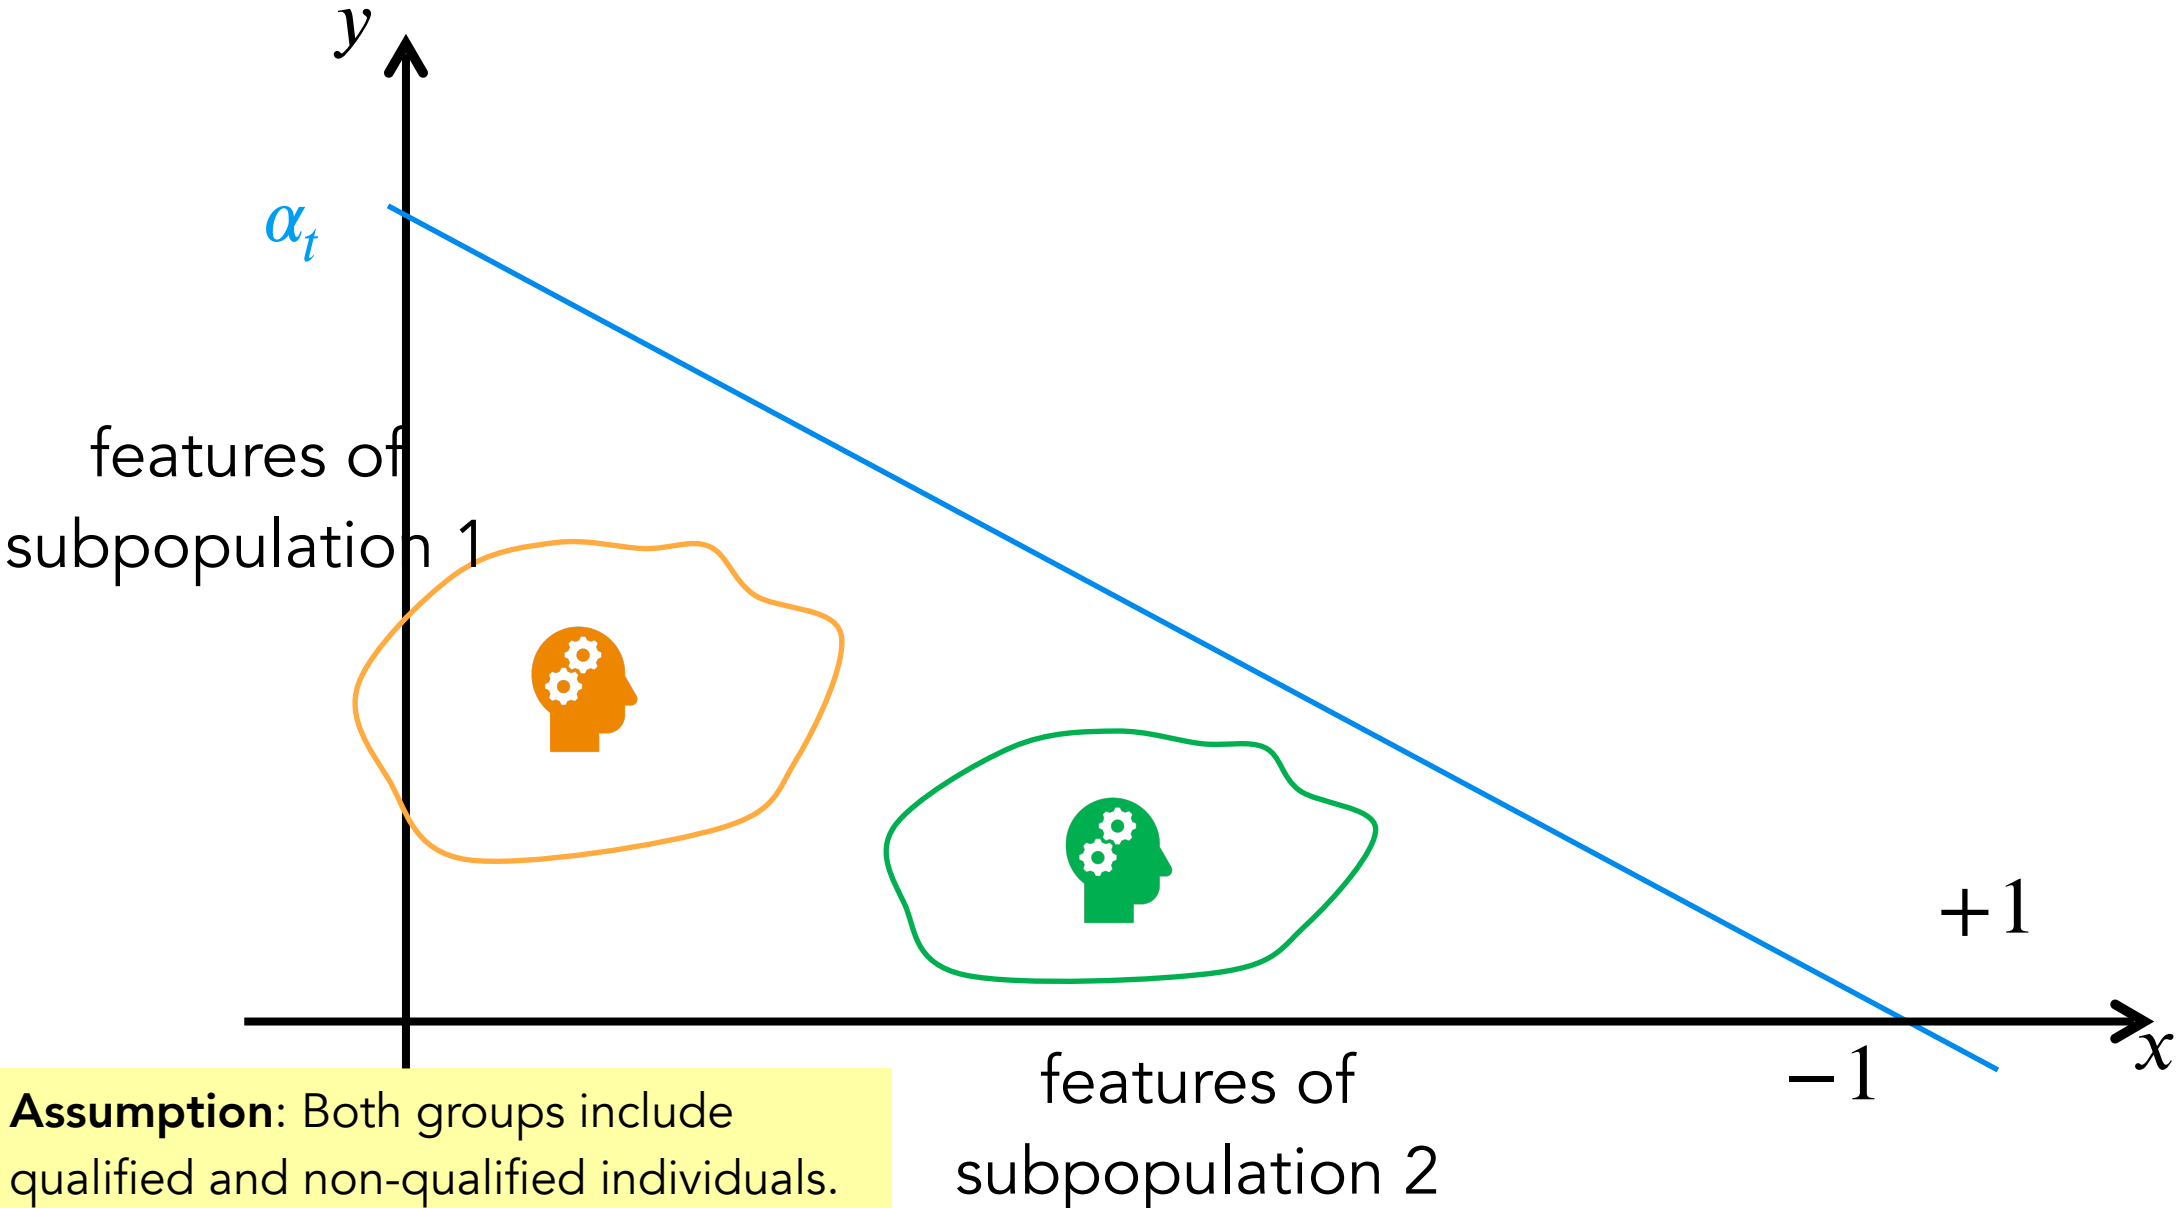 y
αt
features of
subpopulation 1
+1
−1
x
features of
subpopulation 2
Assumption: Both groups include
qualified and non-qualified individuals.